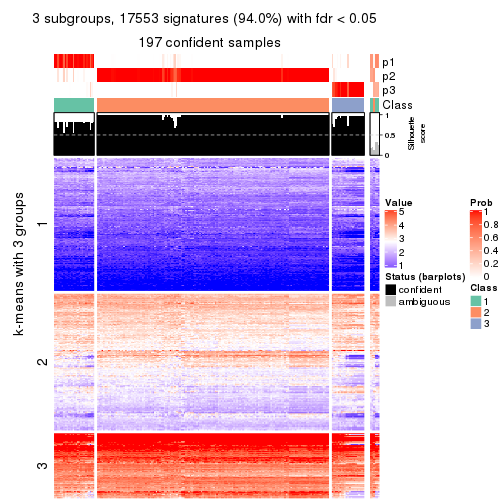 3 subgroups, 17553 signatures (94.0%) with fdr < 0.05
197 confident samples
p1
p2
p3
Class
1
0.5
0
Silhouette
score
k-means with 3 groups
1
2
3
Value
5
4
3
2
1
Status (barplots)
confident
ambiguous
Prob
1
0.8
0.6
0.4
0.2
0
Class
1
2
3